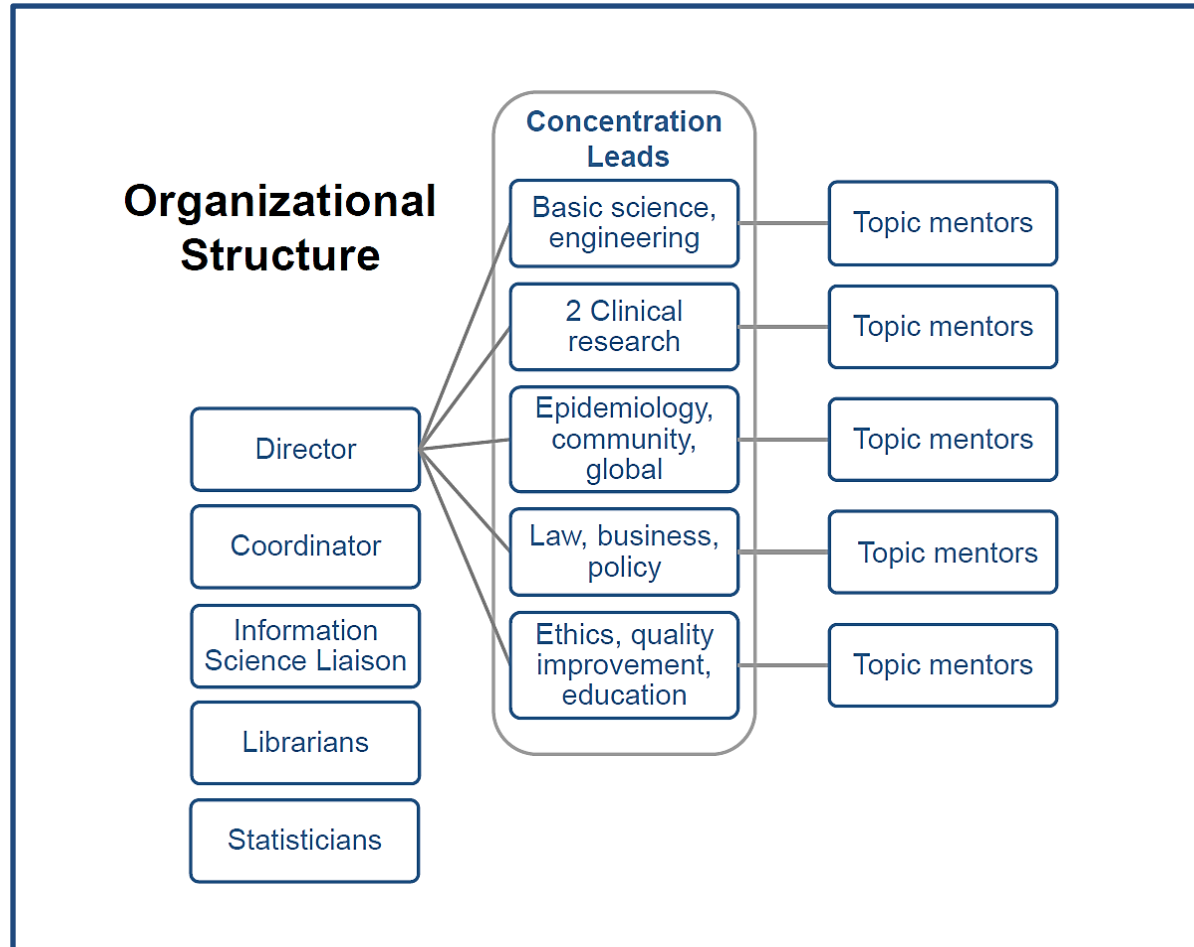 Organizational
Structure
Director
Coordinator
Information
Science Liaison
Librarians
Statisticians
Concentration
Leads
Basic science,
engineering
2 Clinical
research
Epidemiology,
community,
global
Law, business,
policy
Ethics, quality
improvement,
education
Topic mentors
Topic mentors
Topic mentors
Topic mentors
Topic mentors